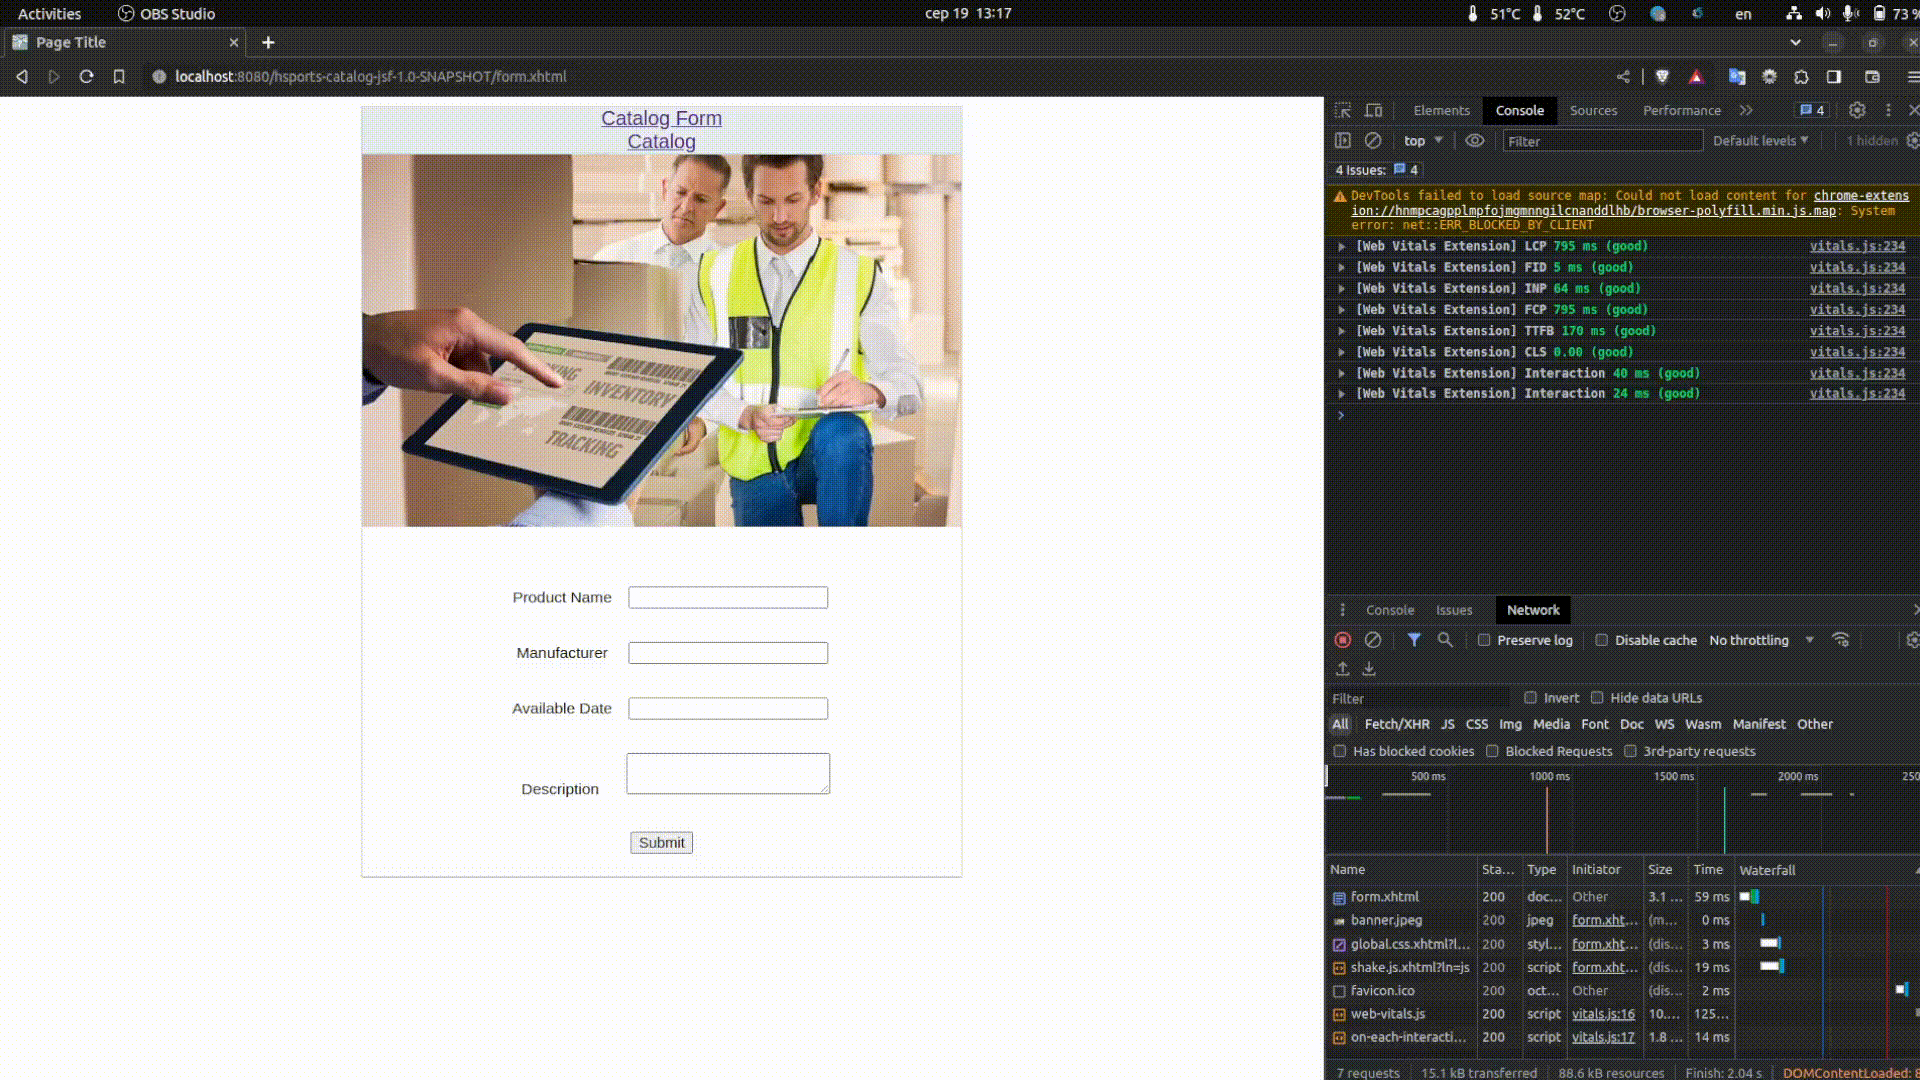 Activities
OBS Studio
сер 19 13:17
51°C
52°C
en
73 %
Page Title
localhost:8080/hsports-catalog-jsf-1.0-SNAPSHOT/form.xhtml
Catalog Form
Catalog
INVENTORY
TRACKING
Product Name
Manufacturer
Available Date
Description
Submit
Elements
Console
Sources
Performance
4
top
Filter
Default levels
1 hidden
4 Issues:
4
DevTools failed to load source map: Could not load content for chrome-extens
ion://hnmpcagpplmpfojmgmnngilcnanddlhb/browser-polyfill.min.js.map: System
error: net::ERR_BLOCKED_BY_CLIENT
[Web Vitals Extension] LCP 795 ms (good) vitals.js:234
[Web Vitals Extension] FID 5 ms (good) vitals.js:234
[Web Vitals Extension] INP 64 ms (good) vitals.js:234
[Web Vitals Extension] FCP 795 ms (good) vitals.js:234
[Web Vitals Extension] TTFB 170 ms (good) vitals.js:234
[Web Vitals Extension] CLS 0.00 (good) vitals.js:234
[Web Vitals Extension] Interaction 40 ms (good) vitals.js:234
[Web Vitals Extension] Interaction 24 ms (good) vitals.js:234
Console Issues Network
Preserve log Disable cache No throttling
Filter Invert Hide data URLs
All Fetch/XHR JS CSS Img Media Font Doc WS Wasm Manifest Other
Has blocked cookies Blocked Requests 3rd-party requests
500 ms 1000 ms 1500 ms 2000 ms 250
Name Sta... Type Initiator Size Time Waterfall
form.xhtml 200 doc... Other 3.1 ... 59 ms
banner.jpeg 200 jpeg form.xht... (m... 0 ms
global.css.xhtml?l... 200 styl... form.xht... (dis... 3 ms
shake.js.xhtml?ln=js 200 script form.xht... (dis... 19 ms
favicon.ico 200 oct... Other (dis... 2 ms
web-vitals.js 200 script vitals.js:16 10.... 125...
on-each-interacti... 200 script vitals.js:17 1.8 ... 14 ms
7 requests 15.1 kB transferred 88.6 kB resources Finish: 2.04 s DOMContentLoaded: 8